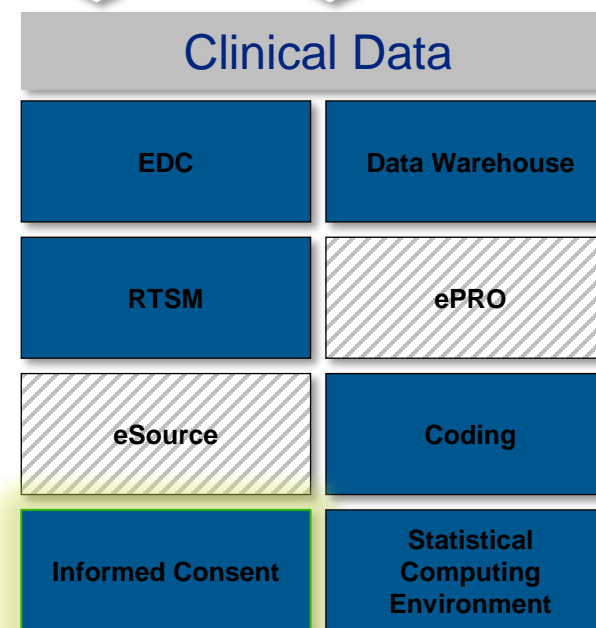 Clinical Data
EDC
Data Warehouse
RTSM
ePRO
eSource
Coding
Informed Consent
Statistical
Computing
Environment